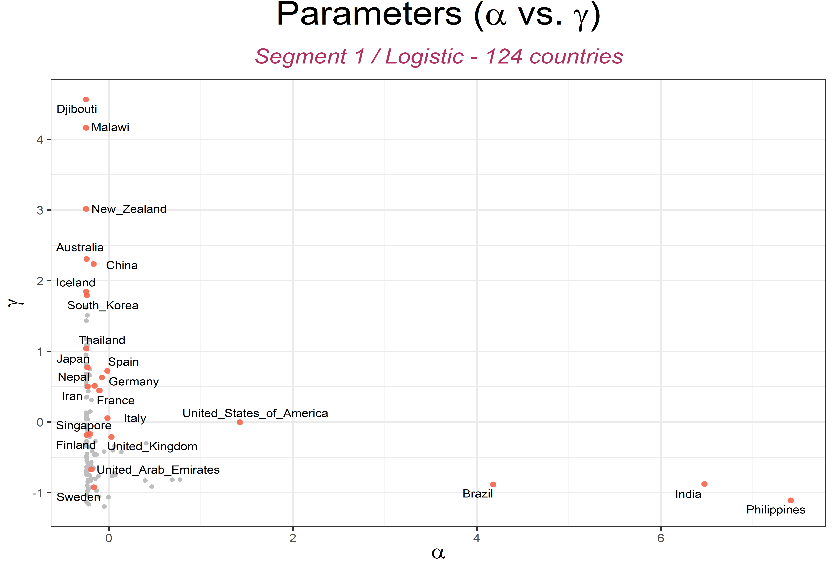 Parameters (α vs. γ)
Segment 1 / Logistic - 124 countries
Djibouti
Malawi
4
New_Zealand
3
Australia
China
Iceland
2
South_Korea
Thailand
1
Japan
Spain
Nepal
Germany
Iran
France
United_States_of_America
Italy
0
Singapore
Finland
United_Kingdom
United_Arab_Emirates
Sweden
-1
Brazil
India
Philippines
γ
0
2
4
6
α